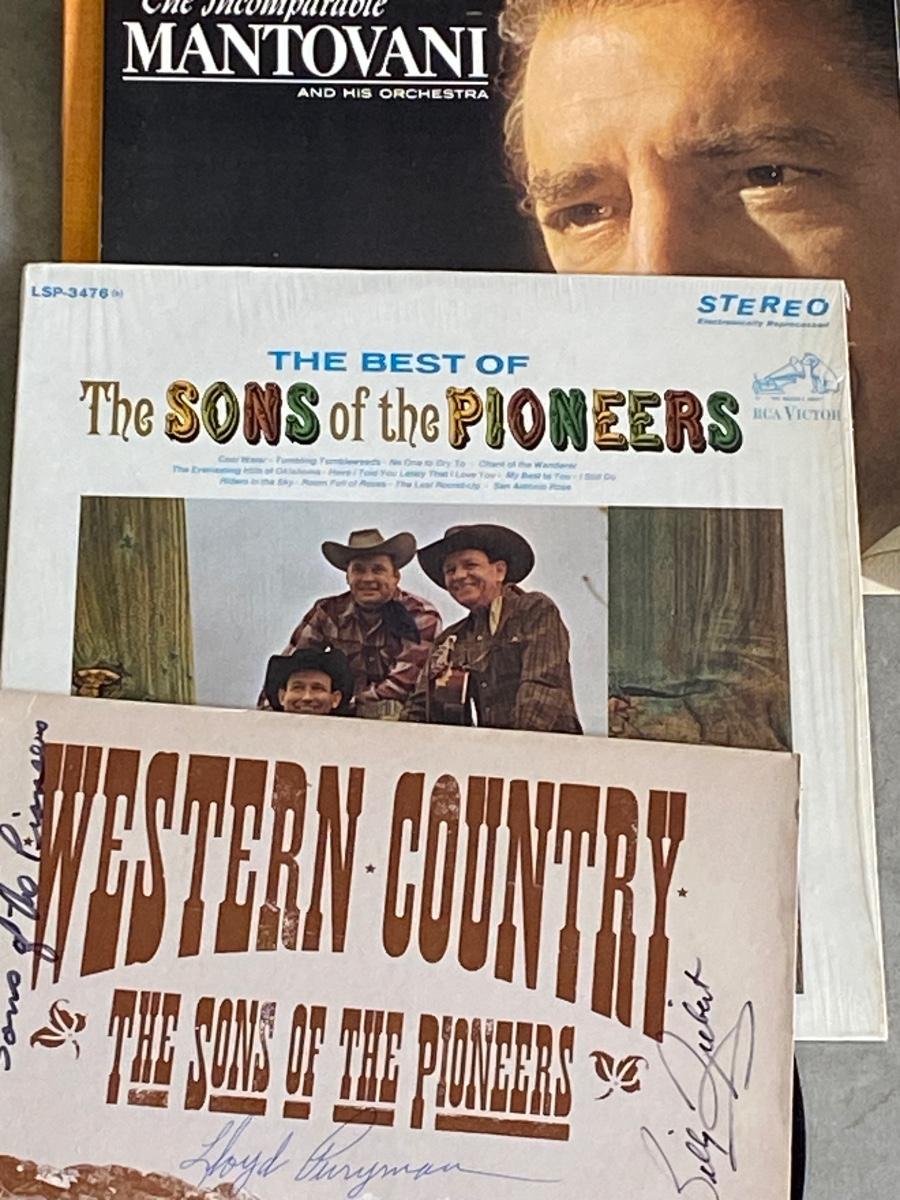 The Incomparable
MANTOVANI
AND HIS ORCHESTRA
LSP-3476 (e)
STEREO
Electronically Reprocessed
THE BEST OF
The SONS of the PIONEERS
RCA VICTOR
Cool Water • Tumbling Tumbleweeds • No One to Cry To • Chant of the Wanderer
The Everlasting Hills of Oklahoma • Have I Told You Lately That I Love You • My Best to You • I Still Do
Riders in the Sky • Room Full of Roses • The Last Round-Up • San Antonio Rose
Sons of the Pioneers
WESTERN COUNTRY
THE SONS OF THE PIONEERS
Billy Liebert
Lloyd Perryman